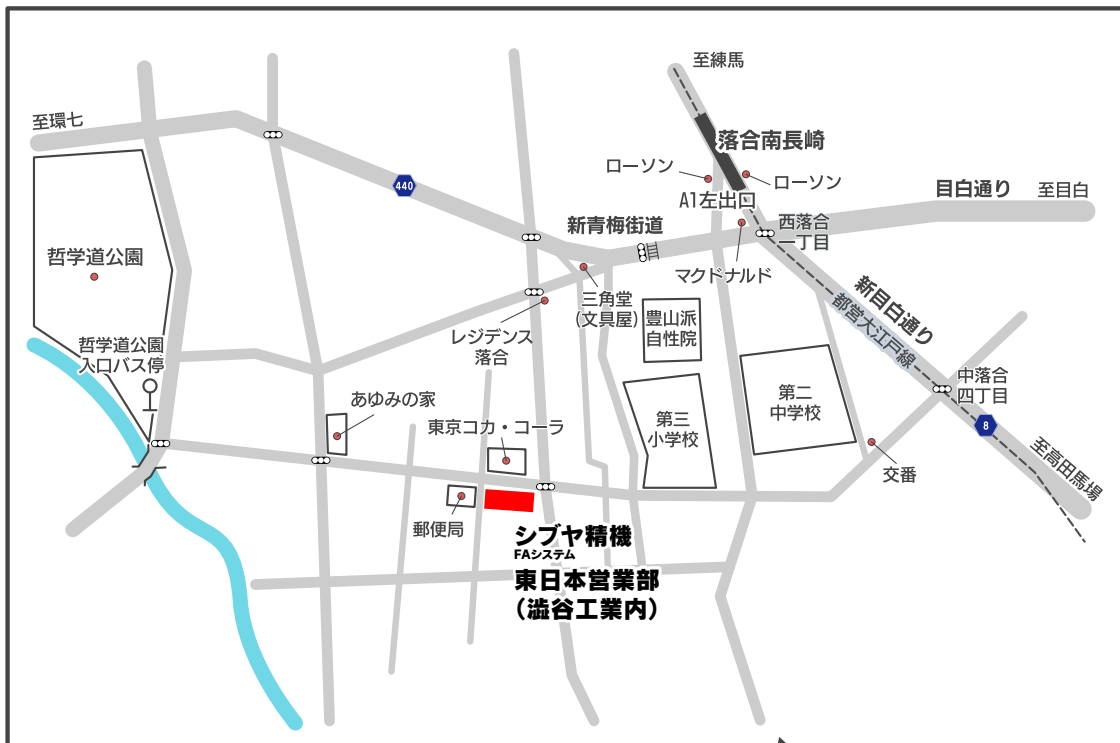 至練馬
至環七
落合南長崎
ローソン
ローソン
A1左出口
440
目白通り
至目白
新青梅街道
西落合
一丁目
哲学道公園
マクドナルド
三角堂
(文具屋)
豊山派
自性院
新目白通り
都営大江戸線
レジデンス
落合
哲学道公園
入口バス停
中落合
四丁目
あゆみの家
第二
中学校
第三
小学校
東京コカ・コーラ
8
至高田馬場
交番
郵便局
シブヤ精機
FAシステム
東日本営業部
(澁谷工業内)